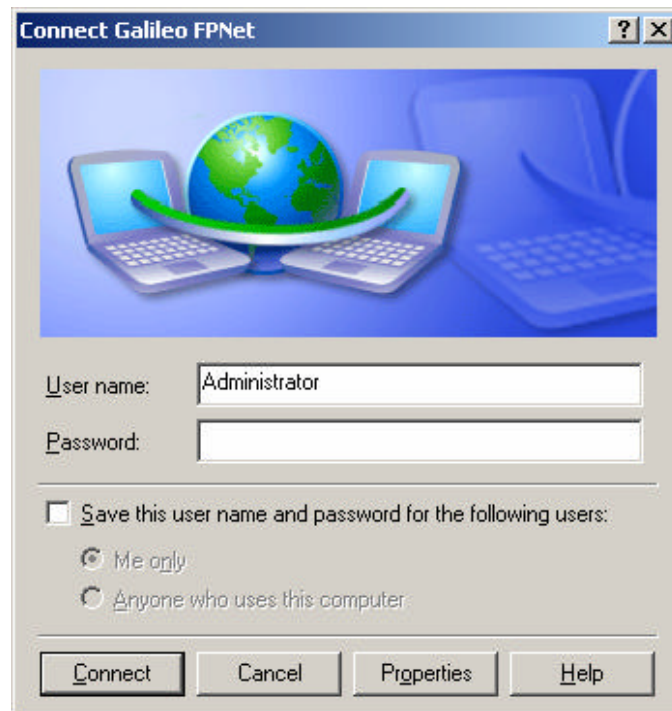 Connect Galileo FPNet
User name:
Administrator
Password:
Save this user name and password for the following users:
Me only
Anyone who uses this computer
Connect Cancel Properties Help